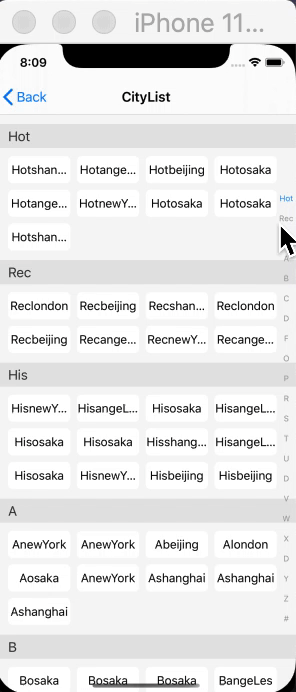 iPhone 11...
8:09
Back
CityList
Hot
Hotshan... Hotange... Hotbeijing Hotosaka
Hotange... HotnewY... Hotosaka Hotosaka
Hotshan...
Rec
Reclondon Recbeijing Recshan... Reclondon
Recbeijing Recange... RecnewY... Recange...
His
HisnewY... HisangeL... Hisosaka HisangeL...
Hisosaka Hisosaka Hisshang... HisangeL...
Hisosaka HisnewY... Hisbeijing Hisbeijing
A
AnewYork AnewYork Abeijing Alondon
Aosaka AnewYork Ashanghai Ashanghai
Ashanghai
B
Bosaka Bosaka Bosaka BangeLes
Hot
Rec
A
B
C
D
F
O
P
R
S
T
U
D
V
W
X
D
Y
Z
#